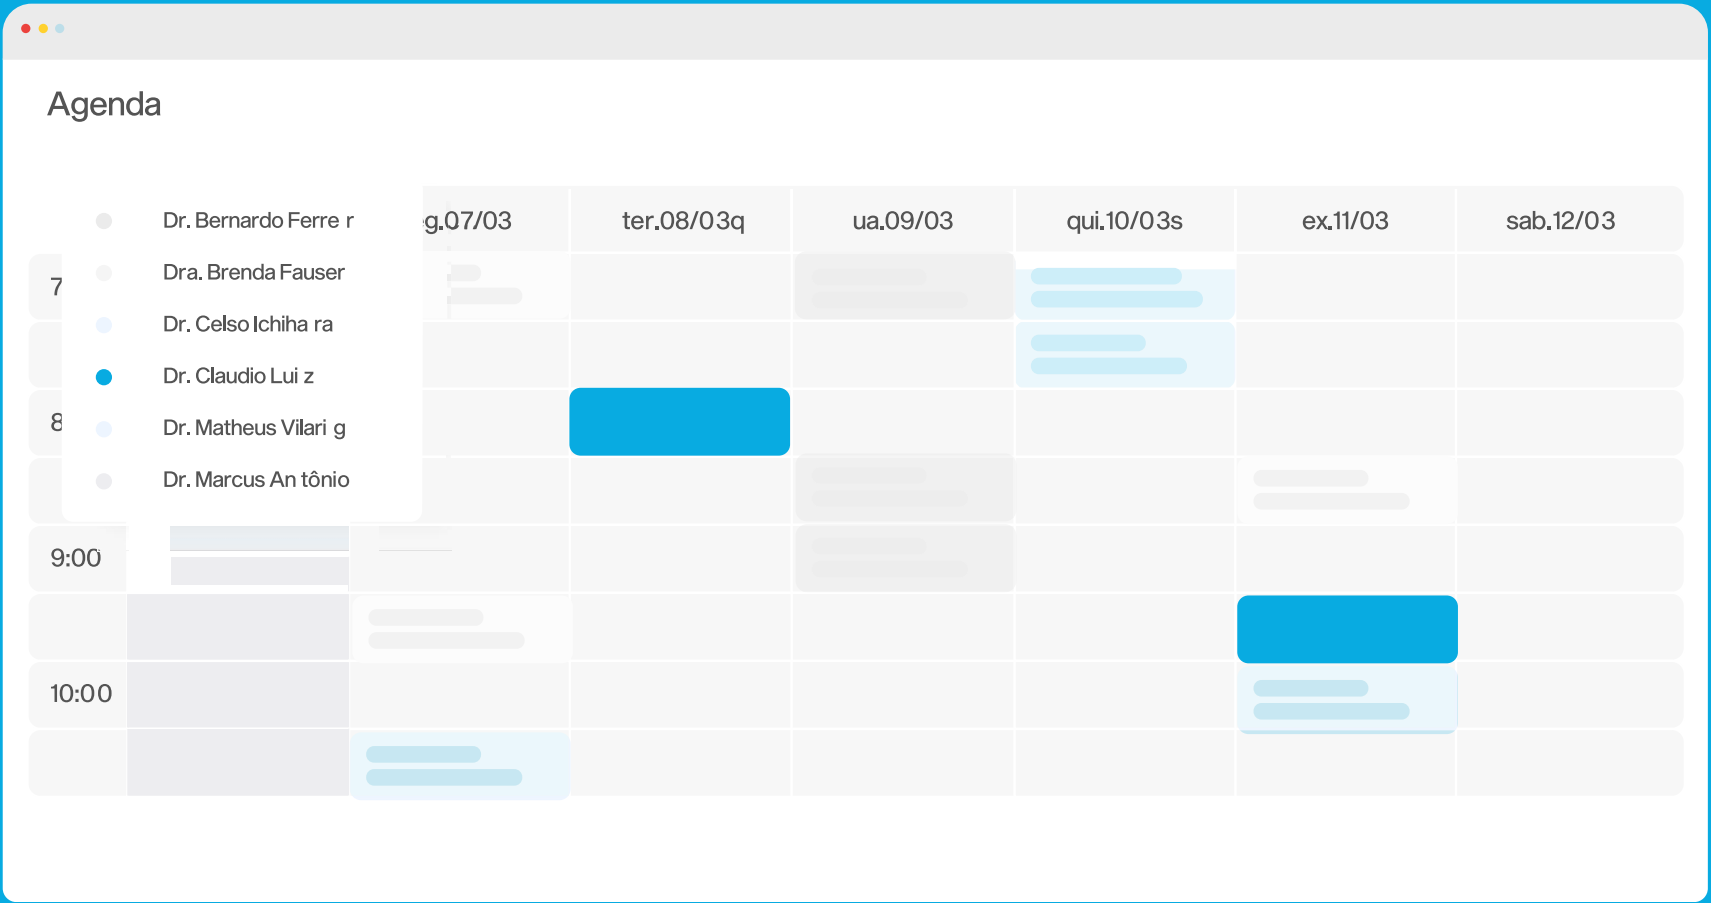 Agenda
Dr. Bernardo Ferre r
g.07/03 ter.08/03q ua.09/03 qui.10/03s ex.11/03 sab.12/03
Dra. Brenda Fauser
7
Dr. Celso Ichiha ra
Dr. Claudio Lui z
8
Dr. Matheus Vilari g
Dr. Marcus An tônio
9:00
10:00